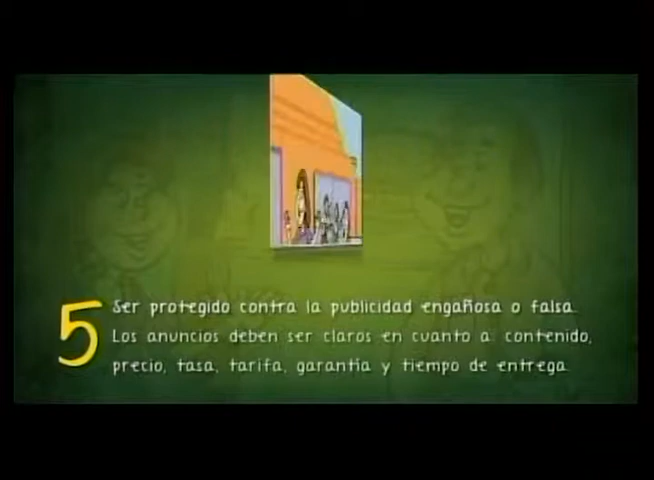 5
Ser protegido contra la publicidad engañosa o falsa.
Los anuncios deben ser claros en cuanto a: contenido,
precio, tasa, tarifa, garantía y tiempo de entrega.